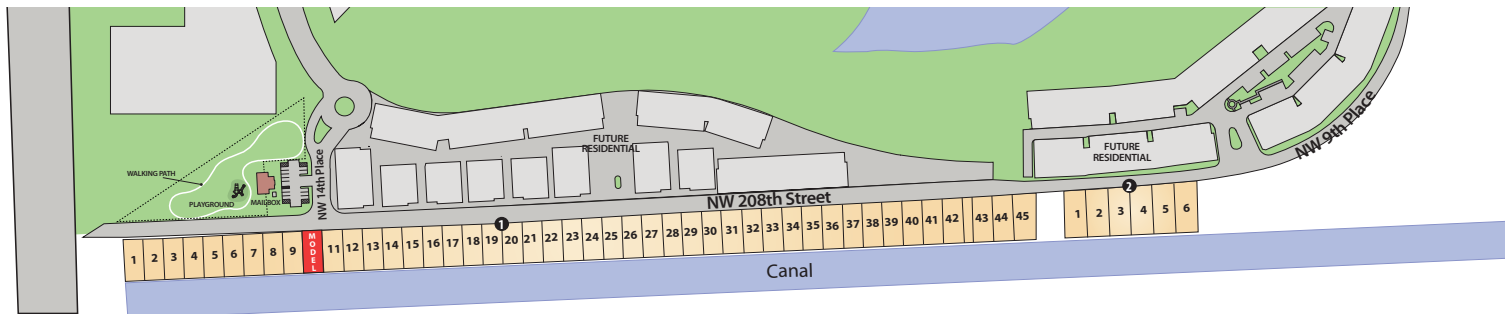 WALKING PATH
PLAYGROUND
MAILBOX
NW 14th Place
FUTURE
RESIDENTIAL
FUTURE
RESIDENTIAL
NW 9th Place
NW 208th Street
1
2
1 2 3 4 5 6 7 8 9 MODEL 11 12 13 14 15 16 17 18 19 20 21 22 23 24 25 26 27 28 29 30 31 32 33 34 35 36 37 38 39 40 41 42 43 44 45
1 2 3 4 5 6
Canal